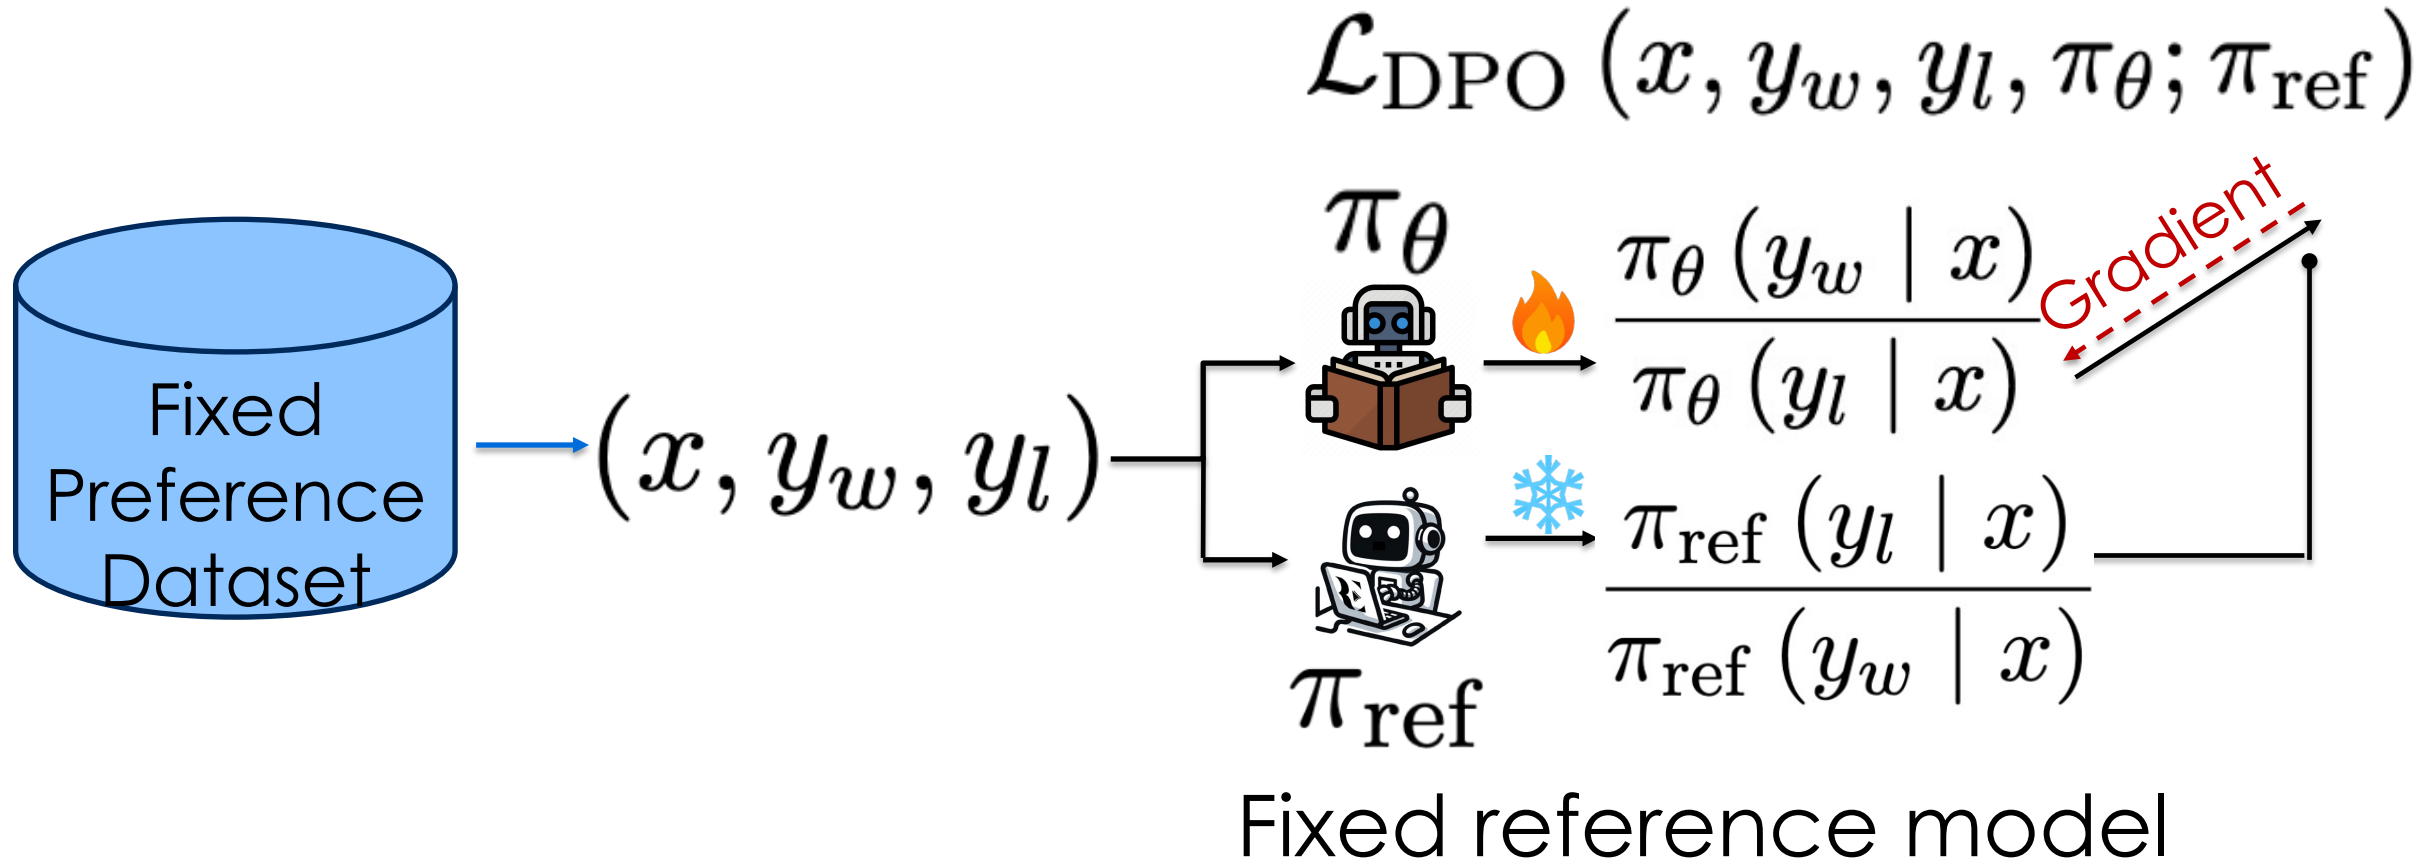 Fixed
Preference
Dataset
(x, y_w, y_l)
ℒ_DPO (x, y_w, y_l, π_θ; π_ref)
π_θ
π_θ (y_w | x)
π_θ (y_l | x)
Gradient
π_ref (y_l | x)
π_ref (y_w | x)
π_ref
Fixed reference model